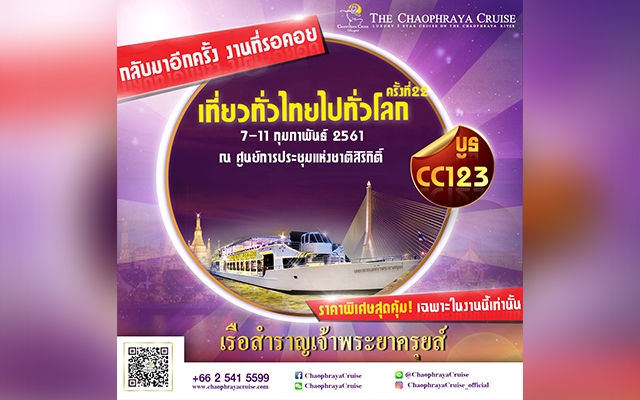 THE CHAOPHRAYA CRUISE
LUXURY 5 STAR CRUISE ON THE CHAOPHRAYA RIVER
กลับมาอีกครั้ง งานที่รอคอย
ครั้งที่22
เที่ยวทั่วไทยไปทั่วโลก
7-11 กุมภาพันธ์ 2561
ณ ศูนย์การประชุมแห่งชาติสิริกิติ์
บูธ
CC123
ราคาพิเศษสุดคุ้ม! เฉพาะในงานนี้เท่านั้น
เรือสำราญเจ้าพระยาครุยส์
+66 2 541 5599
www.chaophrayacruise.com
ChaophrayaCruise
ChaophrayaCruise
@ChaophrayaCruise
ChaophrayaCruise_official